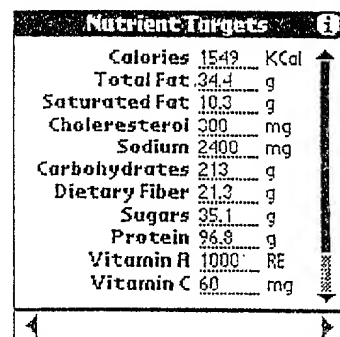 Nutrient Targets i
Calories 1549 KCal
Total Fat 34.4 g
Saturated Fat 10.3 g
Cholesterol 300 mg
Sodium 2400 mg
Carbohydrates 213 g
Dietary Fiber 21.3 g
Sugars 35.1 g
Protein 96.8 g
Vitamin A 1000 RE
Vitamin C 60 mg